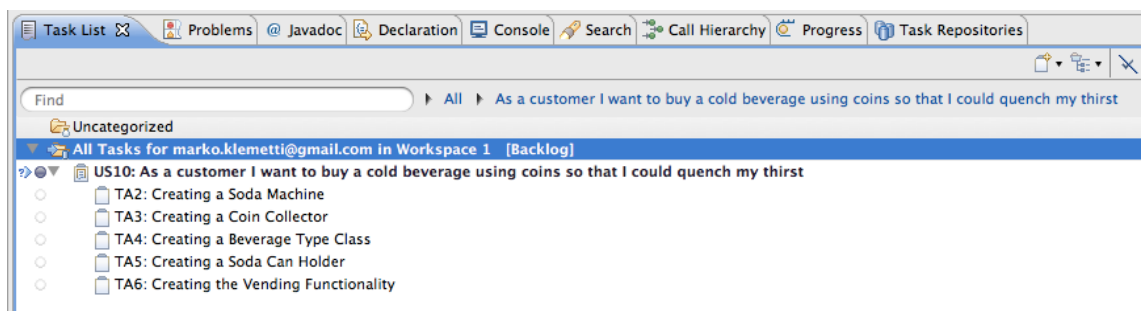 Task List Problems @ Javadoc Declaration Console Search Call Hierarchy Progress Task Repositories
Find All As a customer I want to buy a cold beverage using coins so that I could quench my thirst
Uncategorized
All Tasks for marko.klemetti@gmail.com in Workspace 1 [Backlog]
US10: As a customer I want to buy a cold beverage using coins so that I could quench my thirst
TA2: Creating a Soda Machine
TA3: Creating a Coin Collector
TA4: Creating a Beverage Type Class
TA5: Creating a Soda Can Holder
TA6: Creating the Vending Functionality